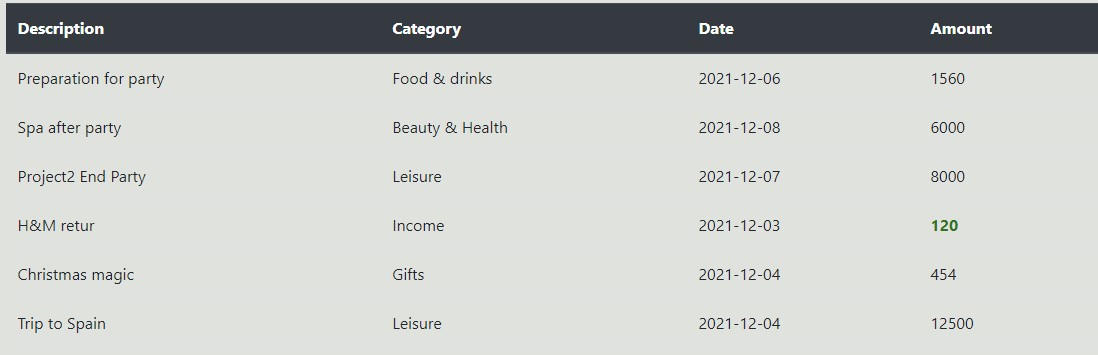 Description Category Date Amount
Preparation for party Food & drinks 2021-12-06 1560
Spa after party Beauty & Health 2021-12-08 6000
Project2 End Party Leisure 2021-12-07 8000
H&M retur Income 2021-12-03 120
Christmas magic Gifts 2021-12-04 454
Trip to Spain Leisure 2021-12-04 12500